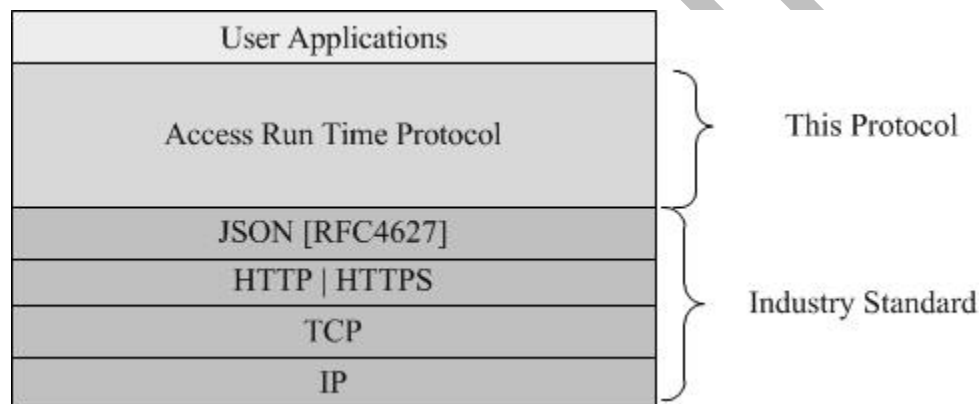 User Applications
Access Run Time Protocol
This Protocol
JSON [RFC4627]
HTTP | HTTPS
TCP
IP
Industry Standard